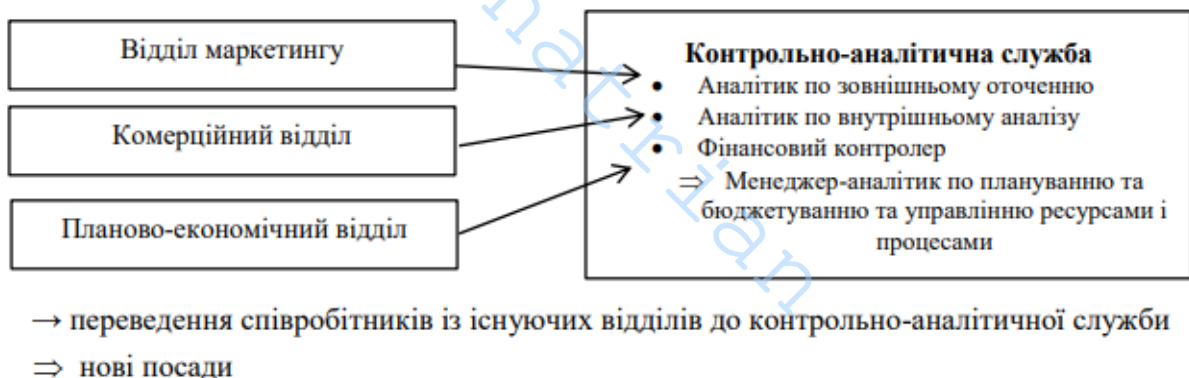 Відділ маркетингу
Комерційний відділ
Планово-економічний відділ
Контрольно-аналітична служба
• Аналітик по зовнішньому оточенню
• Аналітик по внутрішньому аналізу
• Фінансовий контролер
⇒ Менеджер-аналітик по плануванню та
бюджетуванню та управлінню ресурсами і
процесами
→ переведення співробітників із існуючих відділів до контрольно-аналітичної служби
⇒ нові посади